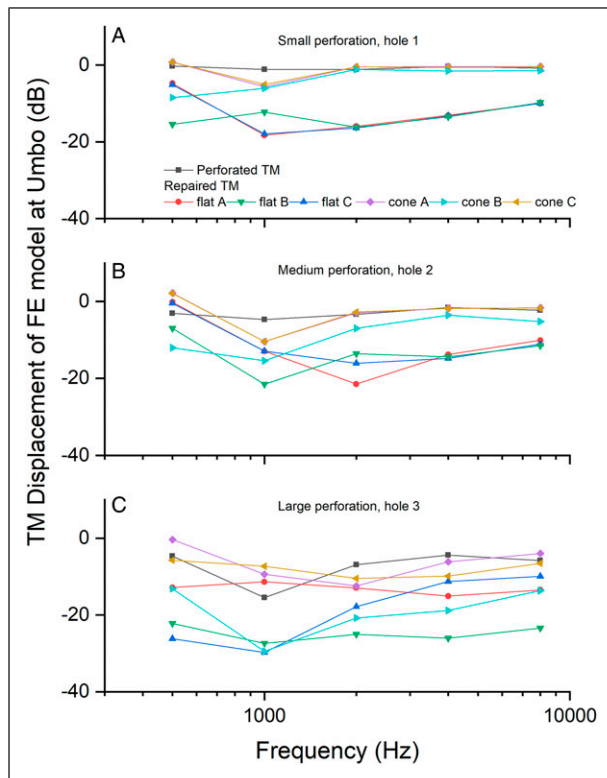 A
Small perforation, hole 1
0
-20
-40
Perforated TM
Repaired TM
flat A flat B flat C cone A cone B cone C
B
Medium perforation, hole 2
0
-20
-40
C
Large perforation, hole 3
0
-20
-40
1000 10000
Frequency (Hz)
TM Displacement of FE model at Umbo (dB)